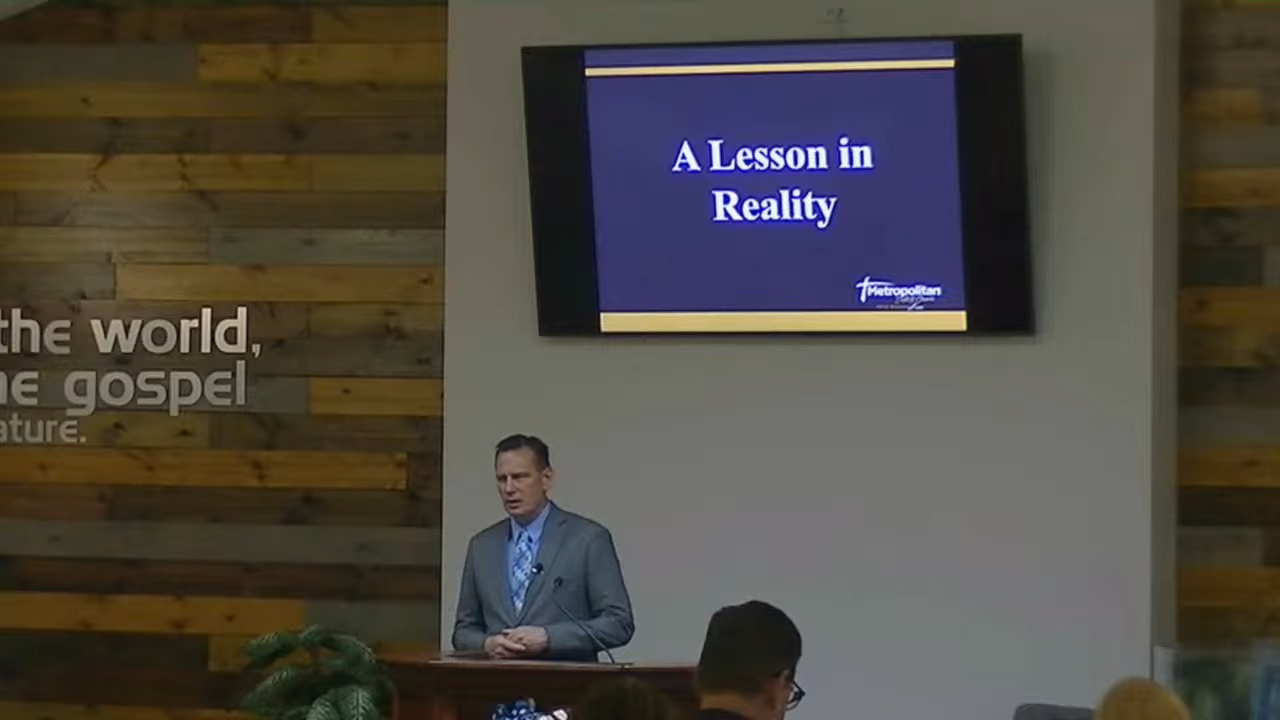 A Lesson in
Reality
Metropolitan
the world,
he gospel
ature.